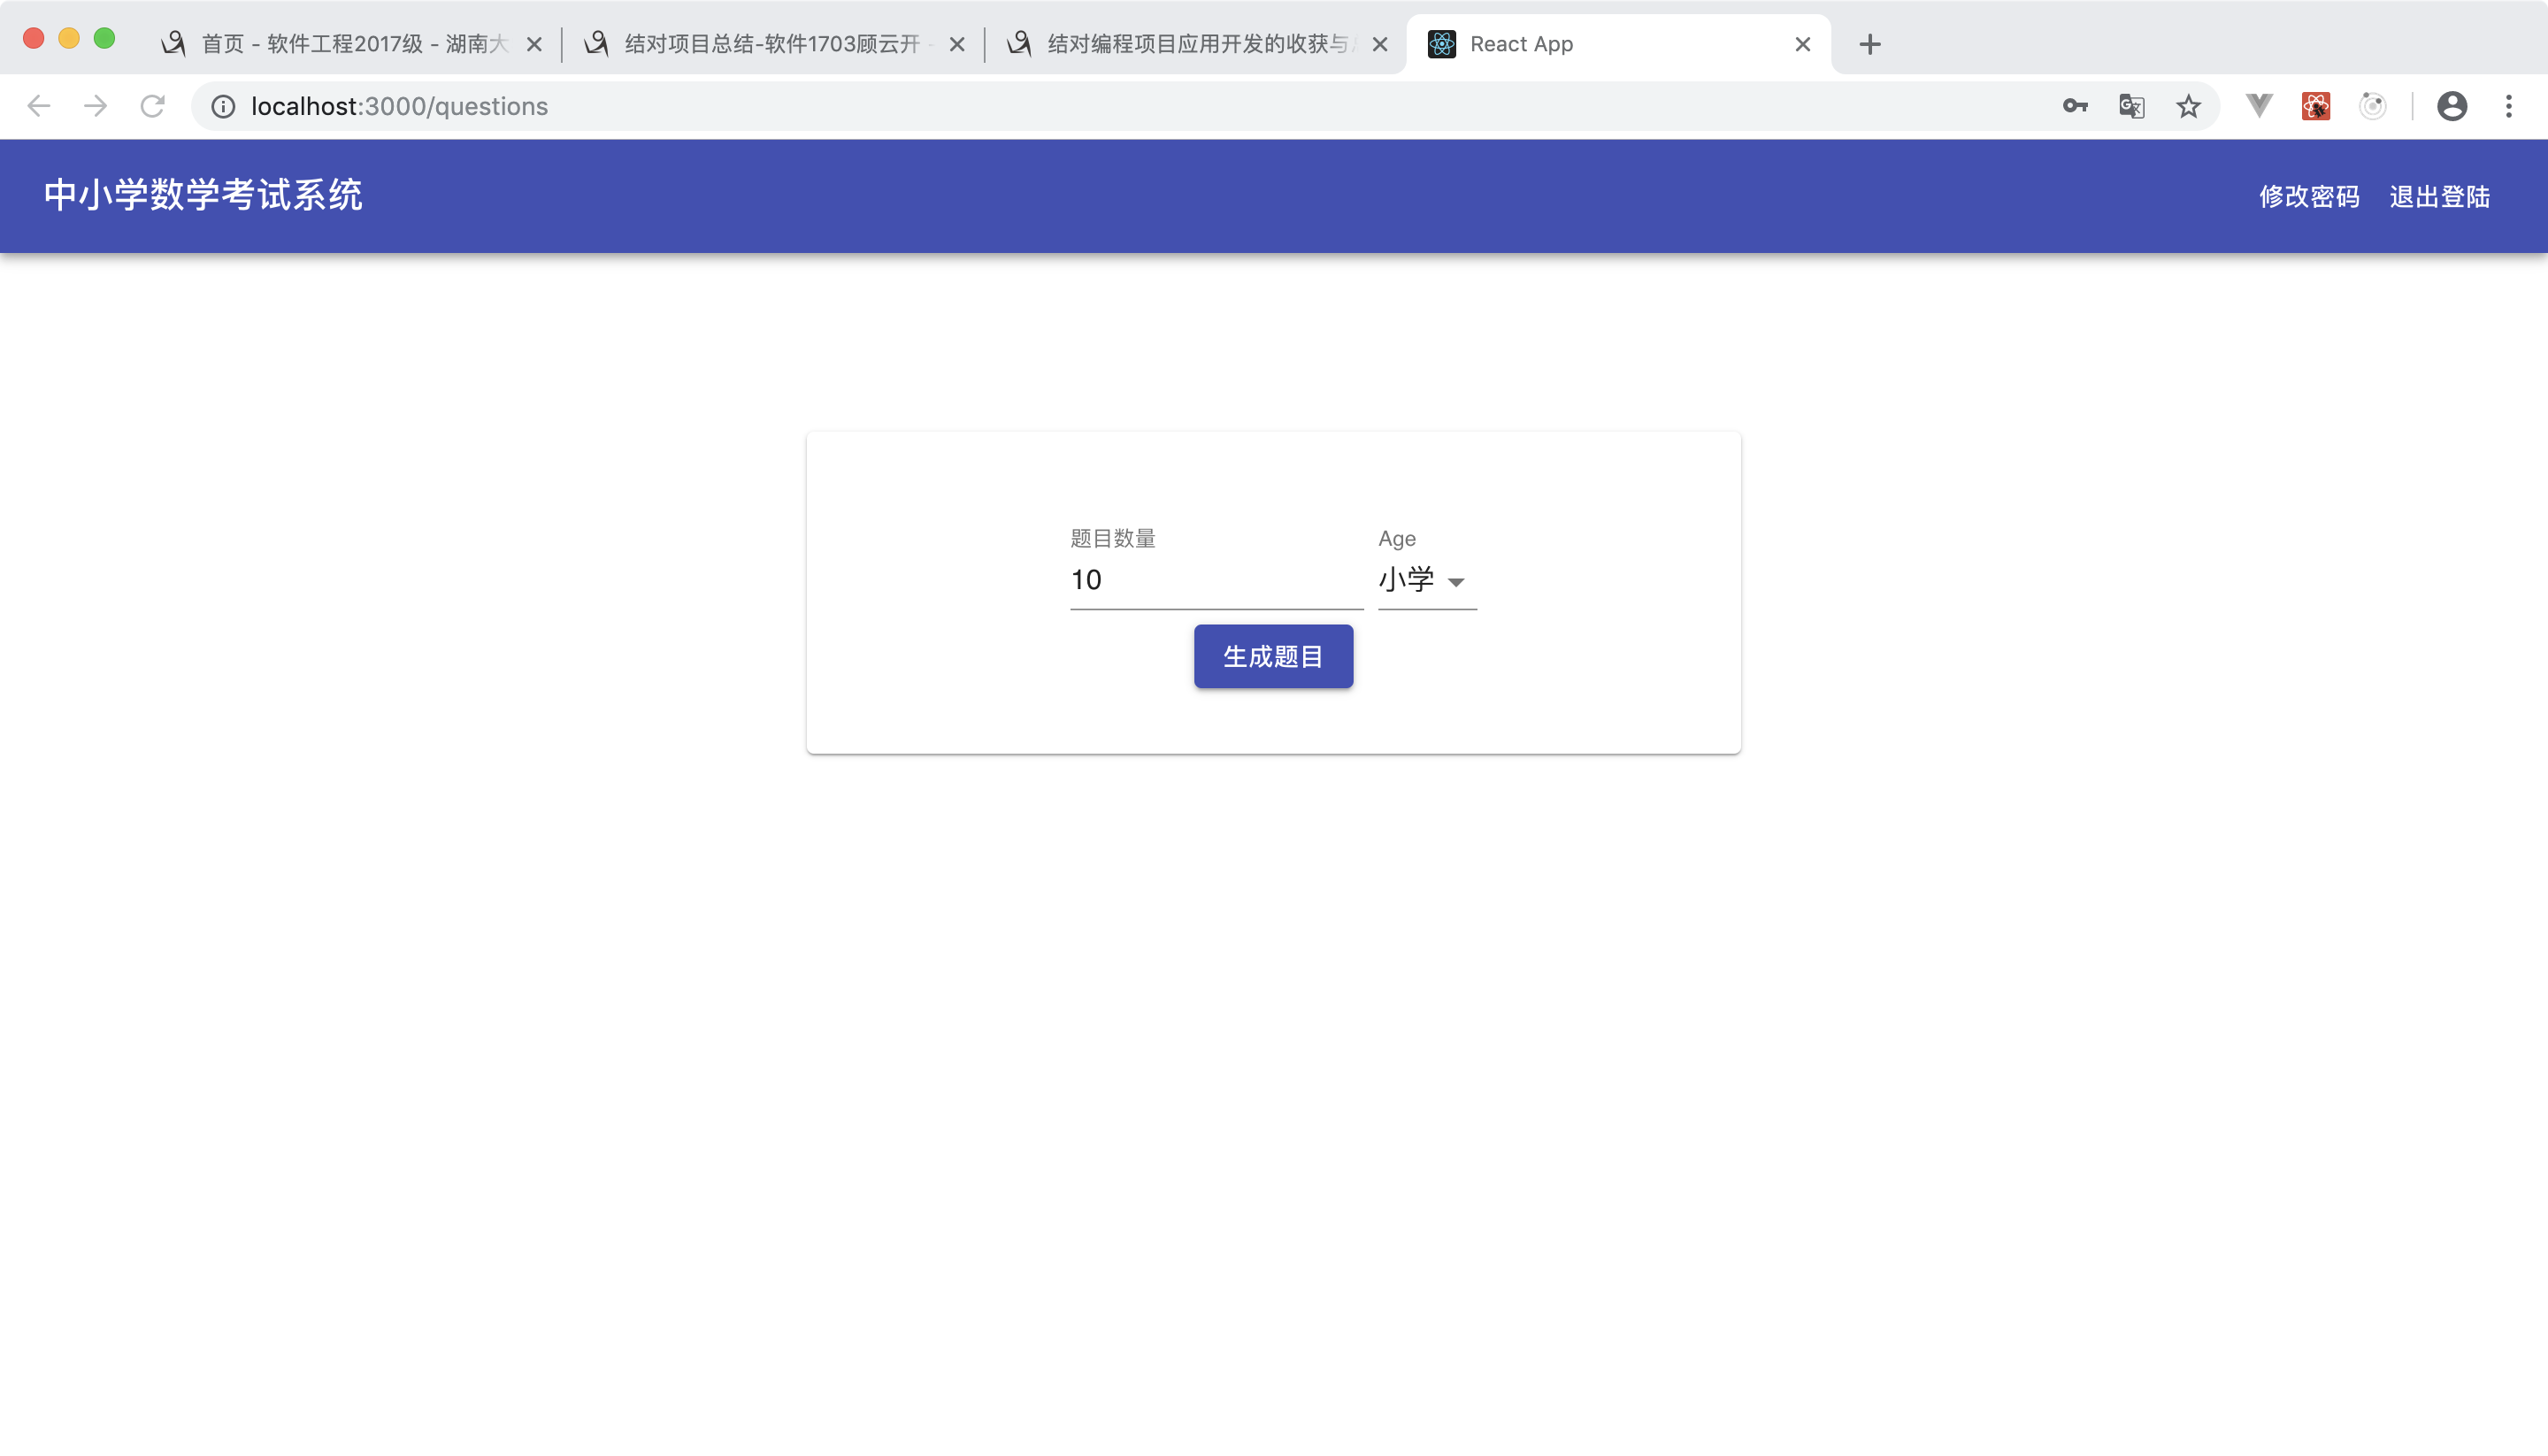 首页 - 软件工程2017级 - 湖南大
结对项目总结-软件1703顾云开 -
结对编程项目应用开发的收获与
React App
localhost:3000/questions
中小学数学考试系统
修改密码 退出登陆
题目数量 Age
10 小学
生成题目